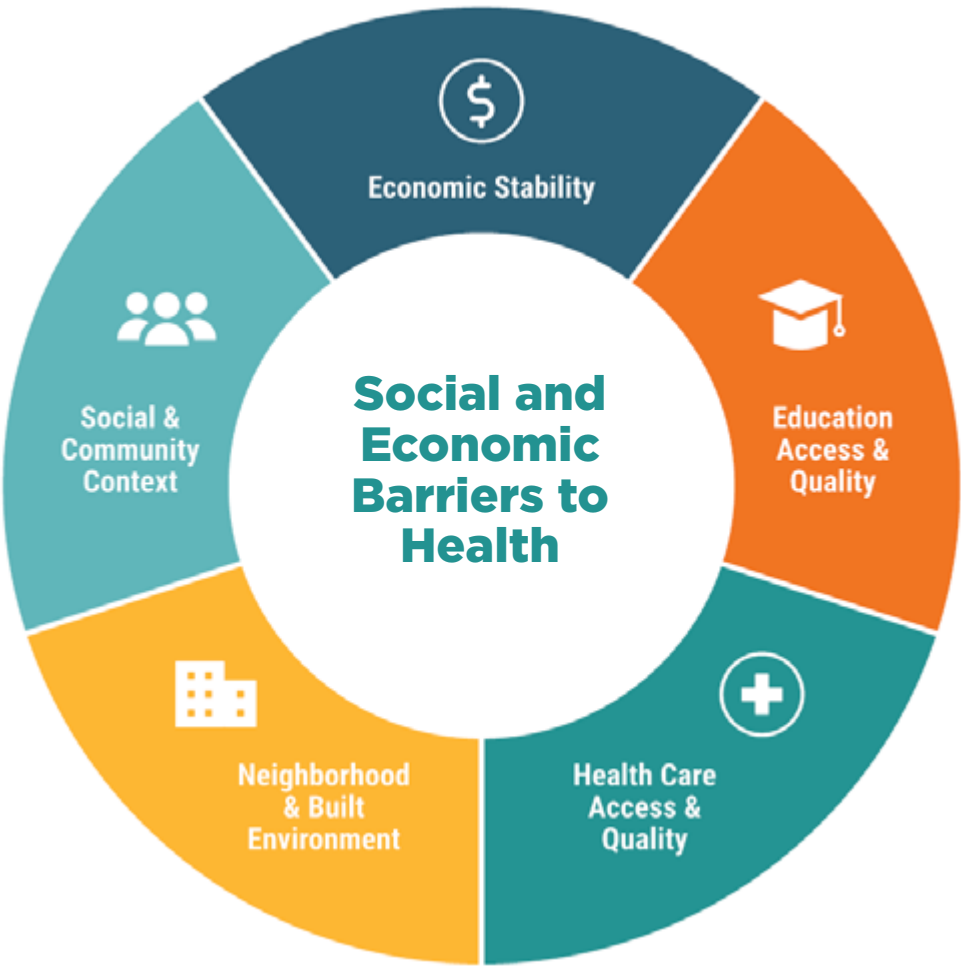 $
Economic Stability
Education
Access &
Quality
Health Care
Access &
Quality
Neighborhood
& Built
Environment
Social &
Community
Context
Social and
Economic
Barriers to
Health